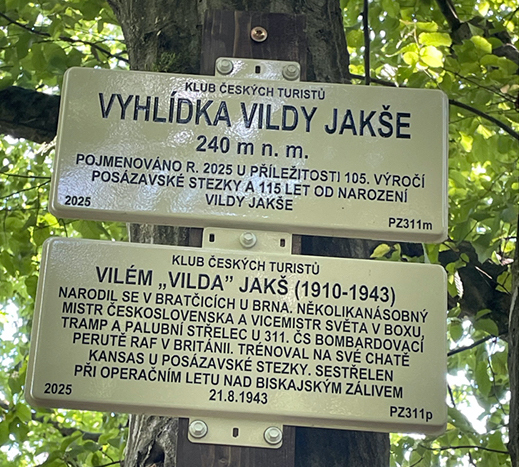 KLUB ČESKÝCH TURISTŮ
VYHLÍDKA VILDY JAKŠE
240 m n. m.
POJMENOVÁNO R. 2025 U PŘÍLEŽITOSTI 105. VÝROČÍ
POSÁZAVSKÉ STEZKY A 115 LET OD NAROZENÍ
VILDY JAKŠE
2025 PZ311m
KLUB ČESKÝCH TURISTŮ
VILÉM „VILDA” JAKŠ (1910-1943)
NARODIL SE V BRATČICÍCH U BRNA. NĚKOLIKANÁSOBNÝ
MISTR ČESKOSLOVENSKA A VICEMISTR SVĚTA V BOXU,
TRAMP A PALUBNÍ STŘELEC U 311. ČS BOMBARDOVACÍ
PERUTĚ RAF V BRITÁNII. TRÉNOVAL NA SVÉ CHATĚ
KANSAS U POSÁZAVSKÉ STEZKY. SESTŘELEN
PŘI OPERAČNÍM LETU NAD BISKAJSKÝM ZÁLIVEM
21.8.1943
2025 PZ311p